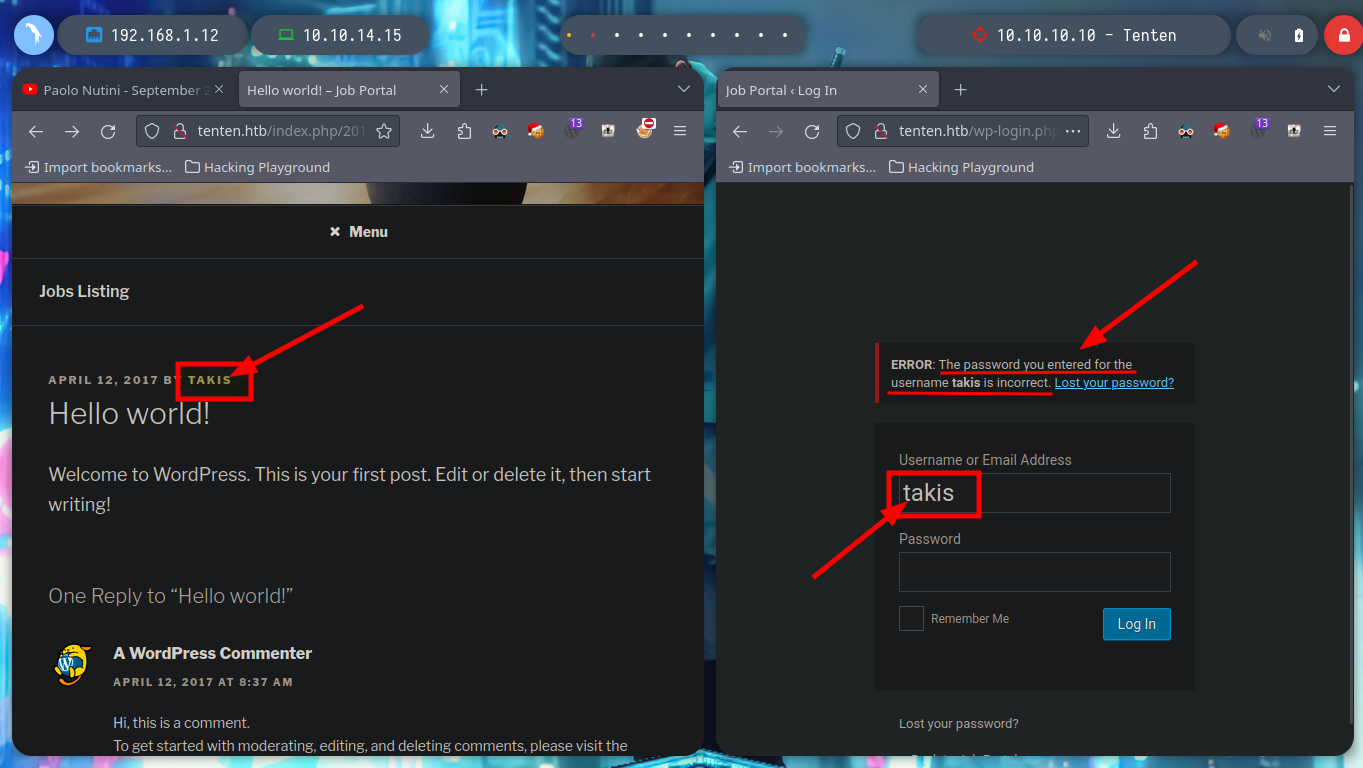 192.168.1.12
10.10.14.15
10.10.10.10 - Tenten
Paolo Nutini - September 2
Hello world! – Job Portal
tenten.htb/index.php/201
13
Import bookmarks...
Hacking Playground
Menu
Jobs Listing
APRIL 12, 2017 BY TAKIS
Hello world!
Welcome to WordPress. This is your first post. Edit or delete it, then start
writing!
One Reply to “Hello world!”
A WordPress Commenter
APRIL 12, 2017 AT 8:37 AM
Hi, this is a comment.
To get started with moderating, editing, and deleting comments, please visit the
Job Portal ‹ Log In
tenten.htb/wp-login.php
13
Import bookmarks...
Hacking Playground
ERROR: The password you entered for the
username takis is incorrect. Lost your password?
Username or Email Address
takis
Password
Remember Me
Log In
Lost your password?